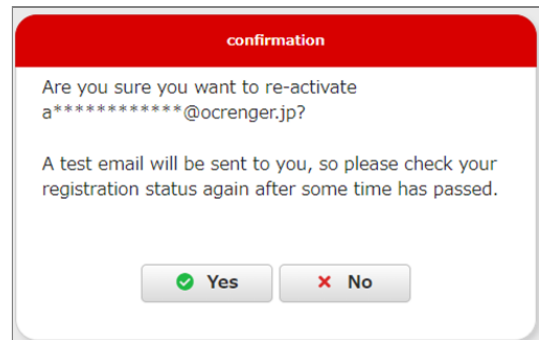 confirmation
Are you sure you want to re-activate
a************@ocrenger.jp?
A test email will be sent to you, so please check your
registration status again after some time has passed.
Yes
No